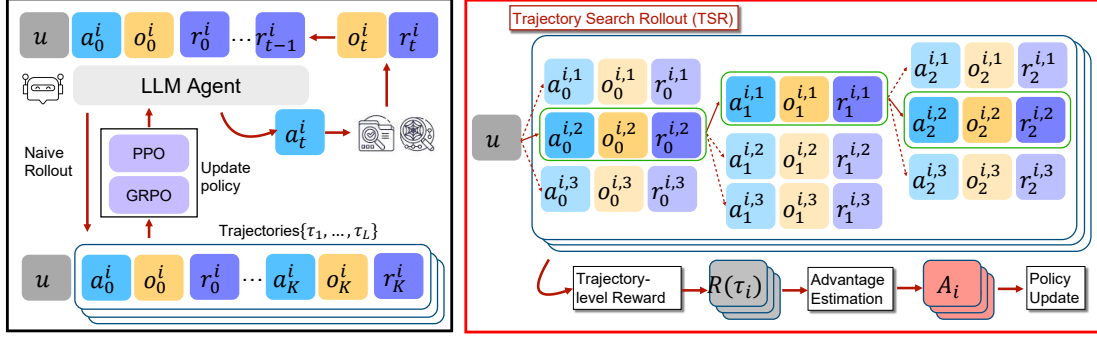 u a_0^i o_0^i r_0^i ... r_{t-1}^i o_t^i r_t^i
LLM Agent
a_t^i
Naive
Rollout
PPO
GRPO
Update
policy
Trajectories{τ_1, ..., τ_L}
u a_0^i o_0^i r_0^i ... a_K^i o_K^i r_K^i
Trajectory Search Rollout (TSR)
u
a_0^{i,1} o_0^{i,1} r_0^{i,1}
a_0^{i,2} o_0^{i,2} r_0^{i,2}
a_0^{i,3} o_0^{i,3} r_0^{i,3}
a_1^{i,1} o_1^{i,1} r_1^{i,1}
a_1^{i,2} o_1^{i,2} r_1^{i,2}
a_1^{i,3} o_1^{i,3} r_1^{i,3}
a_2^{i,1} o_2^{i,1} r_2^{i,1}
a_2^{i,2} o_2^{i,2} r_2^{i,2}
a_2^{i,3} o_2^{i,3} r_2^{i,3}
Trajectory-
level Reward
R(τ_i)
Advantage
Estimation
A_i
Policy
Update